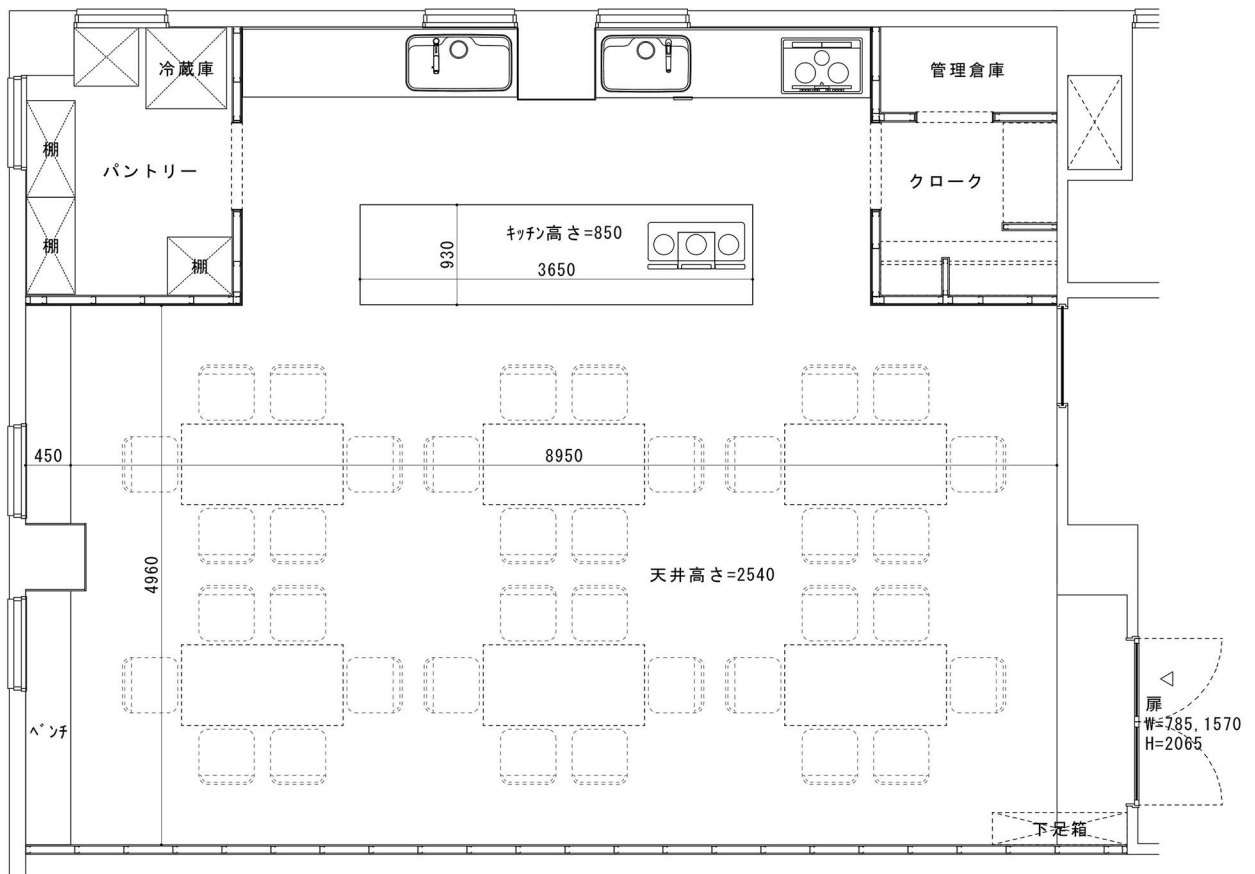 冷蔵庫
管理倉庫
棚
パントリー
クローク
棚
棚
ｷｯﾁﾝ高さ=850
930
3650
450
8950
4960
天井高さ=2540
ﾍﾞﾝﾁ
扉
W=785,1570
H=2065
下足箱